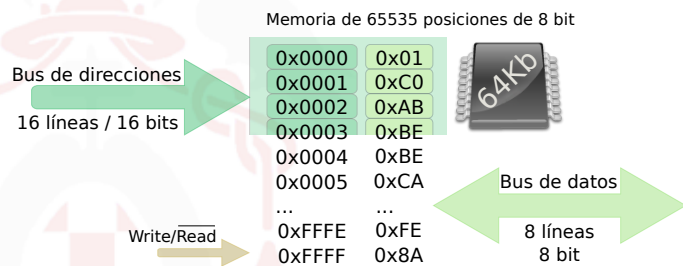 Memoria de 65535 posiciones de 8 bit
Bus de direcciones
16 líneas / 16 bits
0x0000 0x01
0x0001 0xC0
0x0002 0xAB
0x0003 0xBE
0x0004 0xBE
0x0005 0xCA
... ...
0xFFFE 0xFE
0xFFFF 0x8A
64Kb
Bus de datos
8 líneas
8 bit
Write/Read